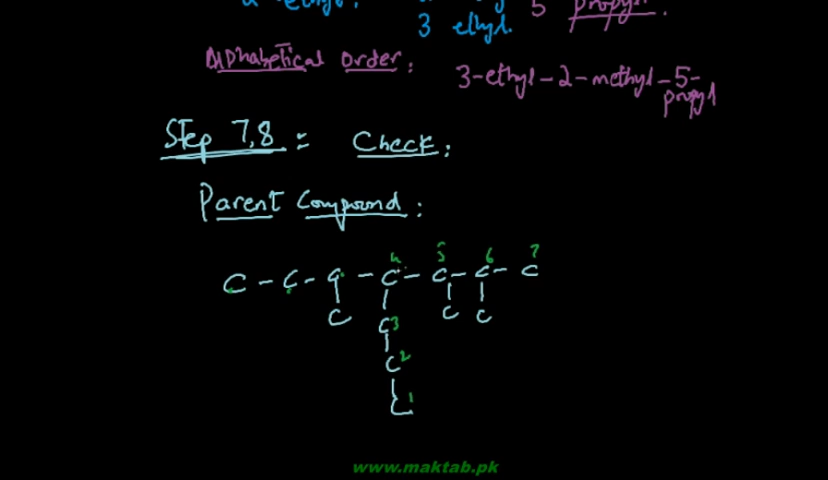 5 propyl.
3 ethyl.
Alphabetical order:
3-ethyl-2-methyl-5-
propyl
Step 7,8 =
Check:
Parent Compound:
4 5 6 7
C - C - C - C - C - C - C
C C C C
3
C 2
C 1
www.maktab.pk